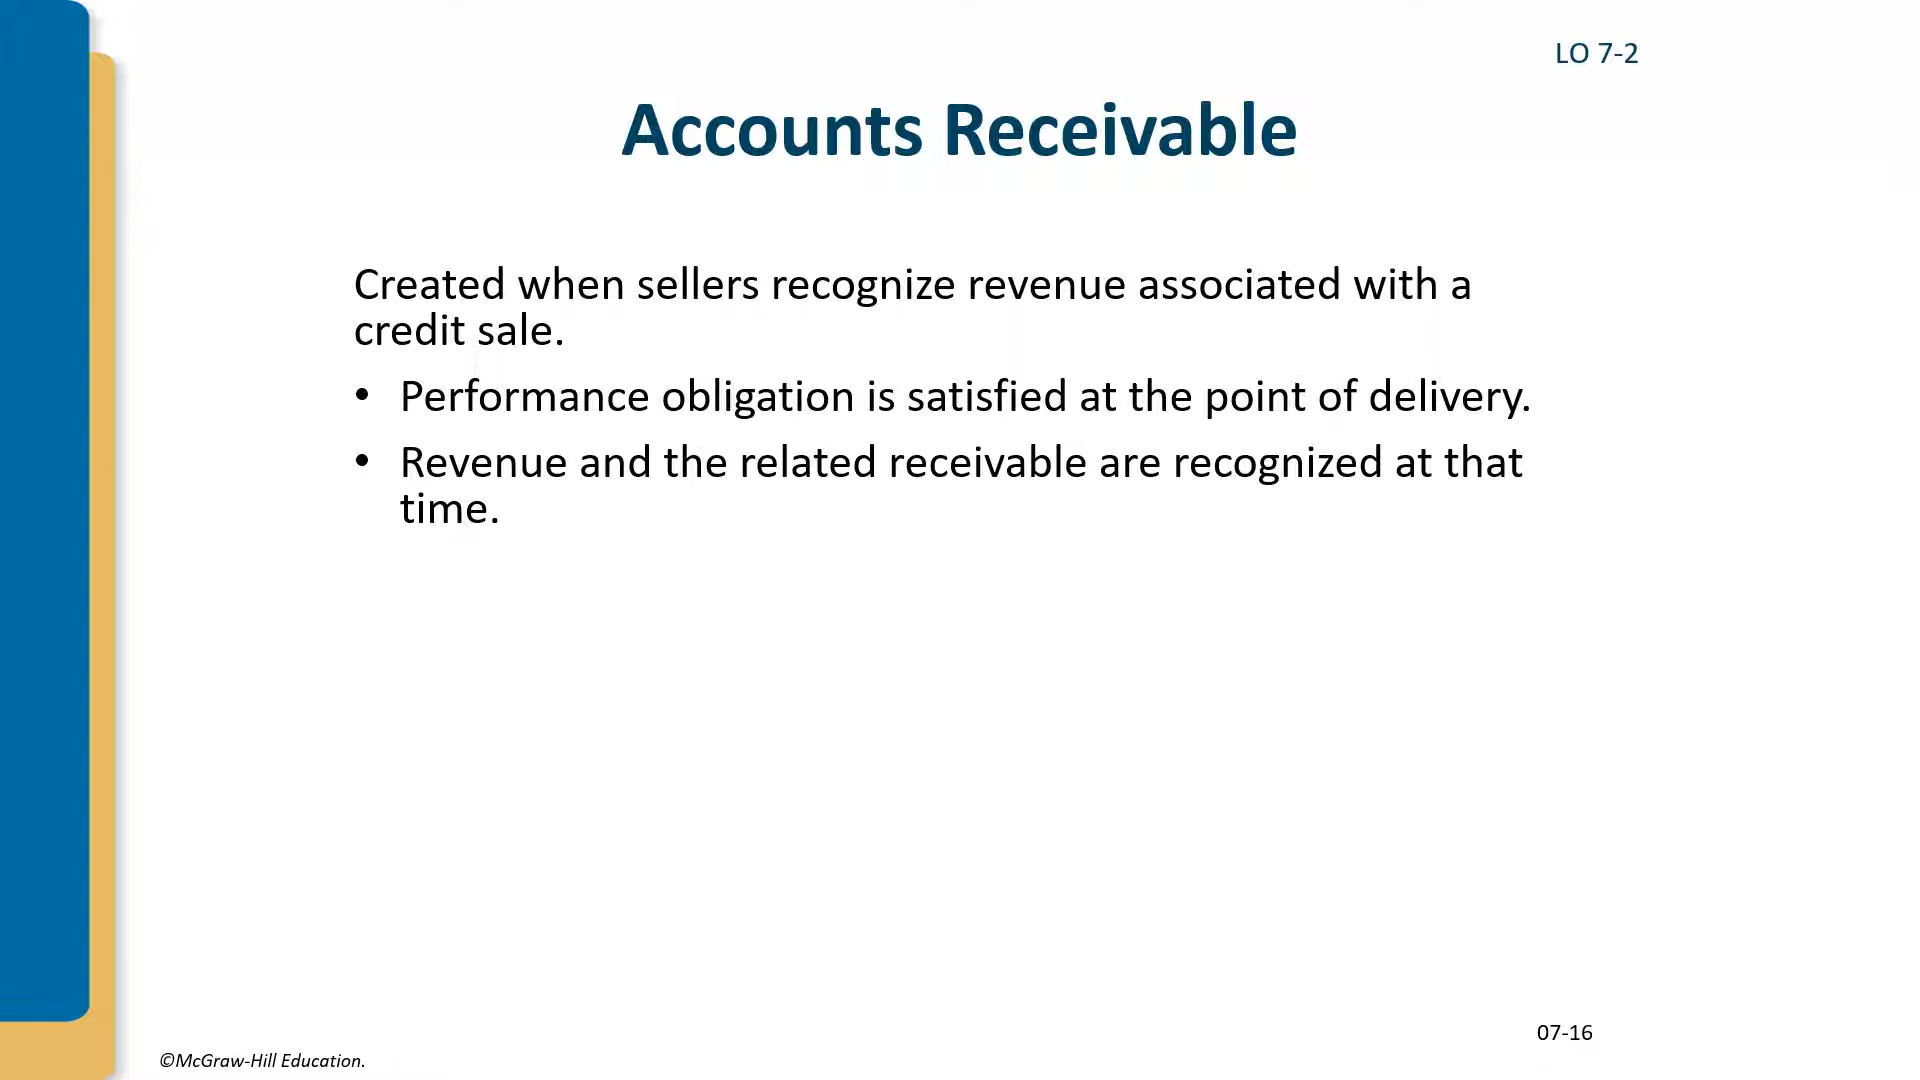 LO 7-2
Accounts Receivable
Created when sellers recognize revenue associated with a
credit sale.
• Performance obligation is satisfied at the point of delivery.
• Revenue and the related receivable are recognized at that
time.
07-16
©McGraw-Hill Education.